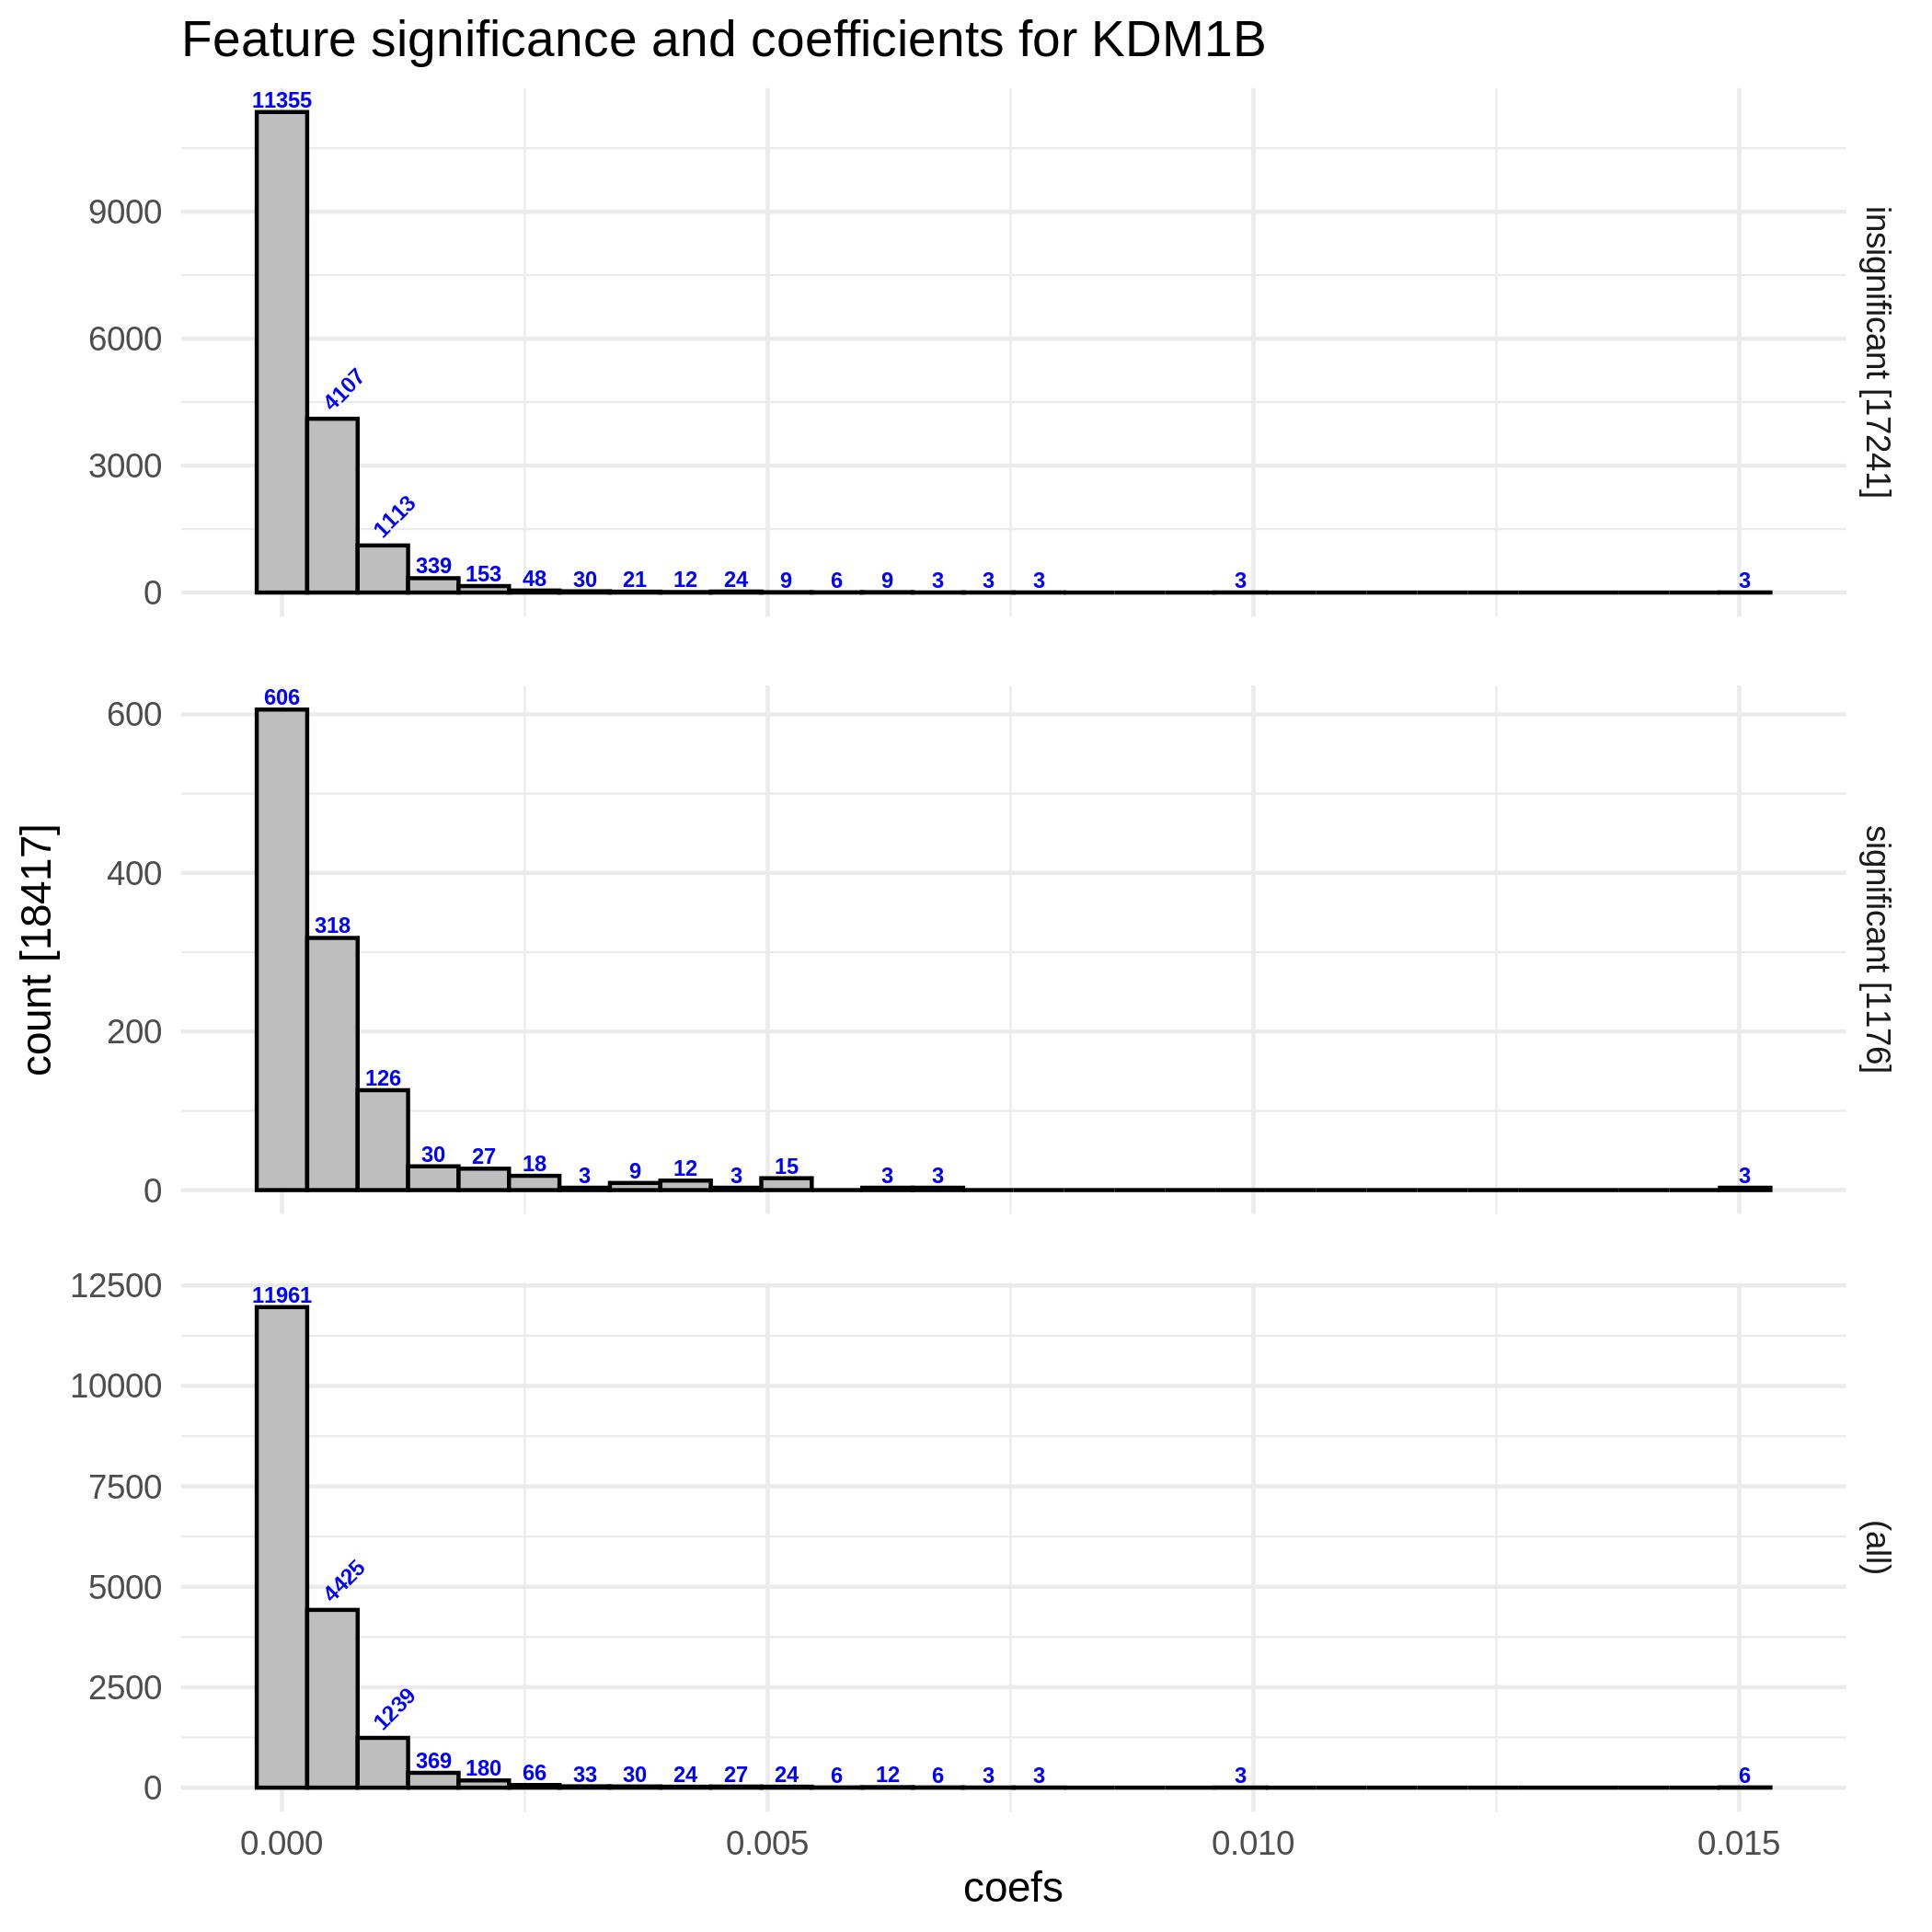 Feature significance and coefficients for KDM1B
11355
9000
6000
4107
3000
1113
339 153 48 30 21 12 24 9 6 9 3 3 3 3 3
0
insignificant [17241]
606
600
400
318
200
126
30 27 18 3 9 12 3 15 3 3 3
0
significant [1176]
count [18417]
12500
11961
10000
7500
5000
4425
2500
1239
369 180 66 33 30 24 27 24 6 12 6 3 3 3 6
0
(all)
0.000 0.005 0.010 0.015
coefs